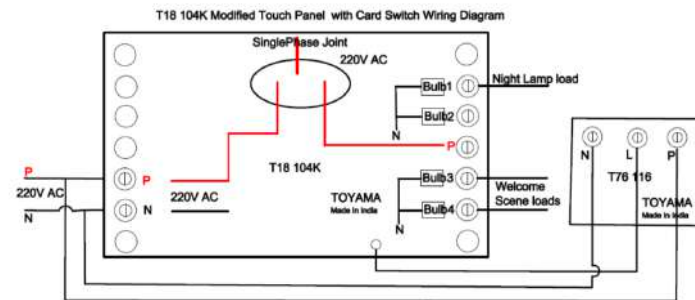 T18 104K Modified Touch Panel with Card Switch Wiring Diagram
SinglePhase Joint
220V AC
Bulb1
Night Lamp load
Bulb2
N
P
N
L
P
T18 104K
T76 116
P
P
220V AC
220V AC
TOYAMA
Made in India
Bulb3
Welcome
Scene loads
TOYAMA
Made in India
N
N
Bulb4
N